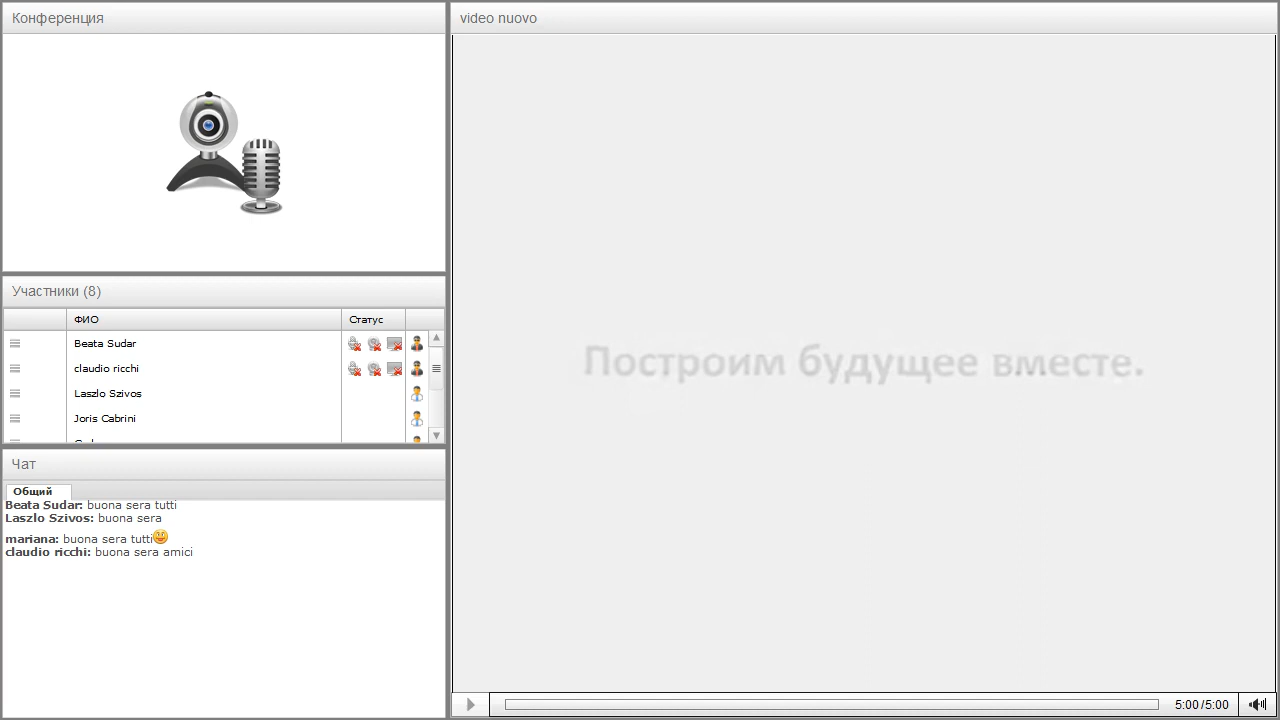 Конференция
video nuovo
Построим будущее вместе.
Участники (8)
ФИО Статус
Beata Sudar
claudio ricchi
Laszlo Szivos
Joris Cabrini
Чат
Общий
Beata Sudar: buona sera tutti
Laszlo Szivos: buona sera
mariana: buona sera tutti
claudio ricchi: buona sera amici
5:00/5:00